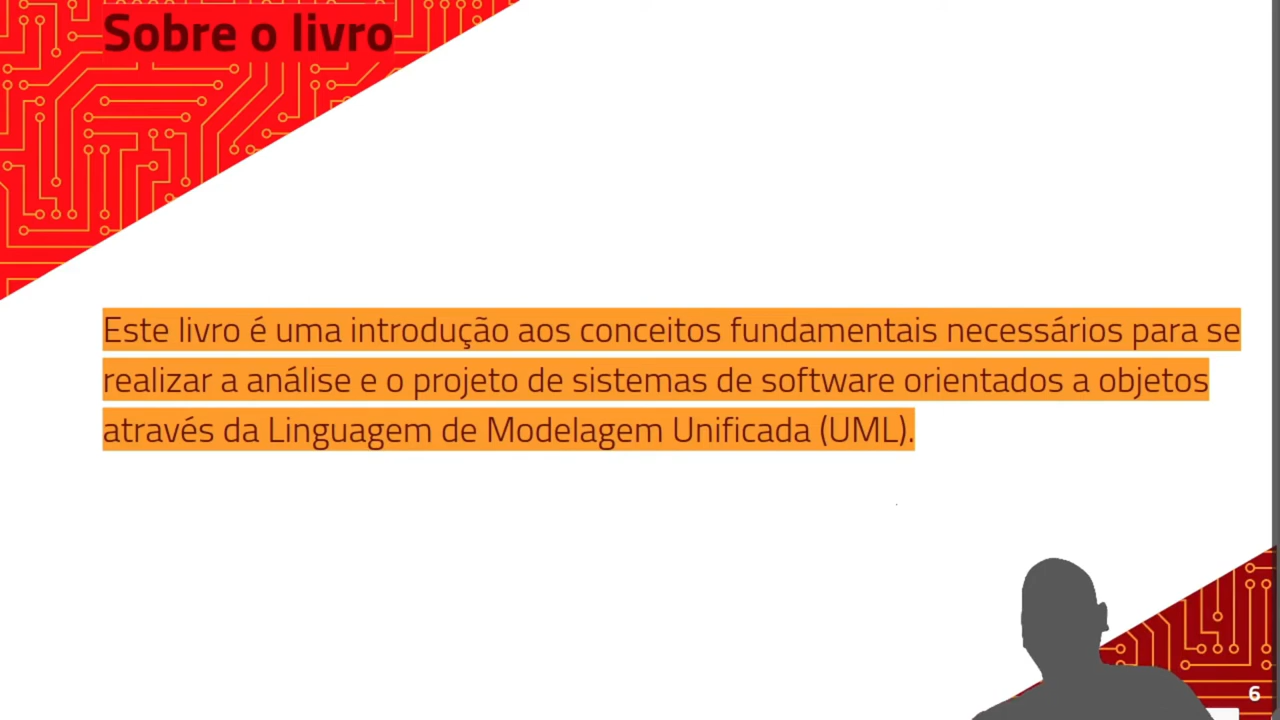 Sobre o livro
Este livro é uma introdução aos conceitos fundamentais necessários para se
realizar a análise e o projeto de sistemas de software orientados a objetos
através da Linguagem de Modelagem Unificada (UML).
6